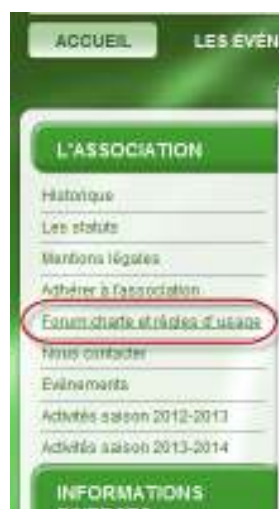 ACCUEIL
LES ÉVÉN
L'ASSOCIATION
Historique
Les statuts
Mentions légales
Adhérer à l'association
Forum charte et règles d'usage
Nous contacter
Evénements
Activités saison 2012-2013
Activités saison 2013-2014
INFORMATIONS